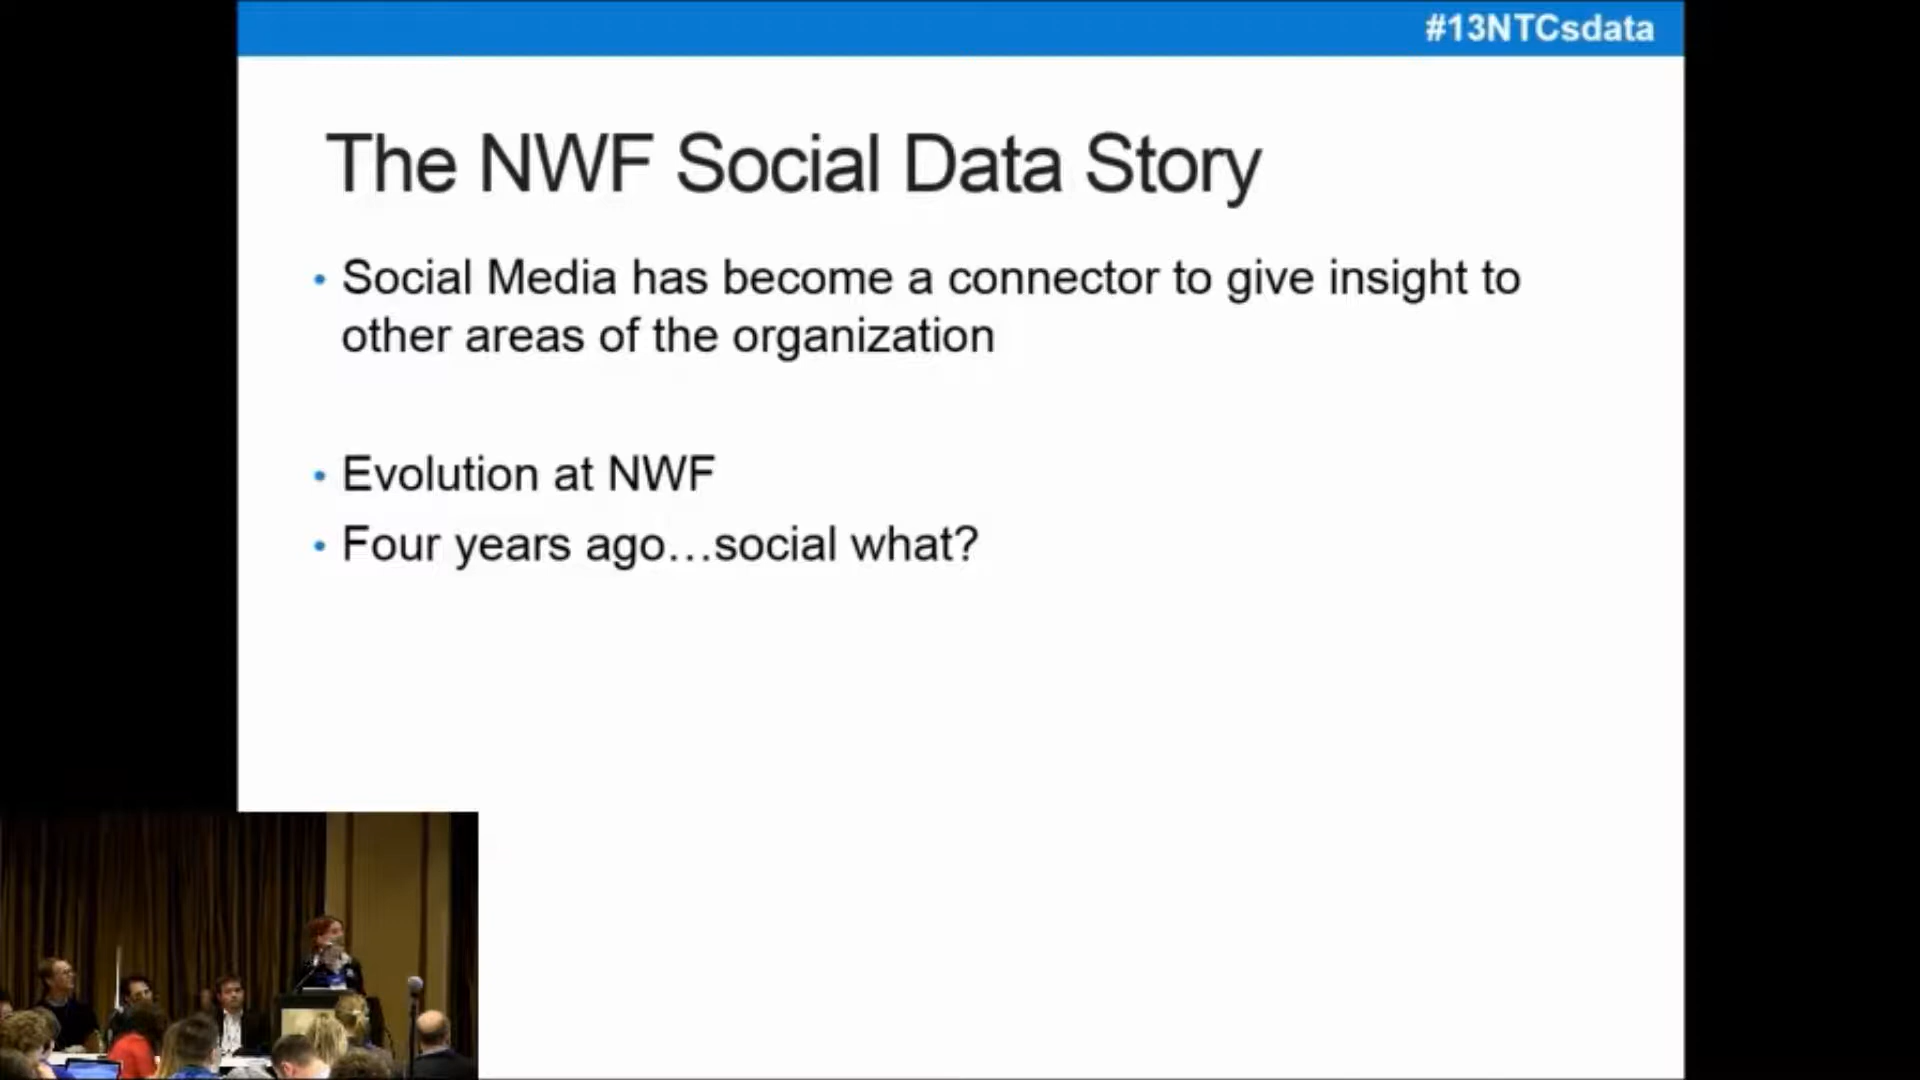 #13NTCsdata
The NWF Social Data Story
• Social Media has become a connector to give insight to
other areas of the organization
• Evolution at NWF
• Four years ago...social what?